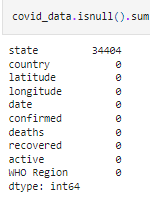 covid_data.isnull().sum
state 34404
country 0
latitude 0
longitude 0
date 0
confirmed 0
deaths 0
recovered 0
active 0
WHO Region 0
dtype: int64